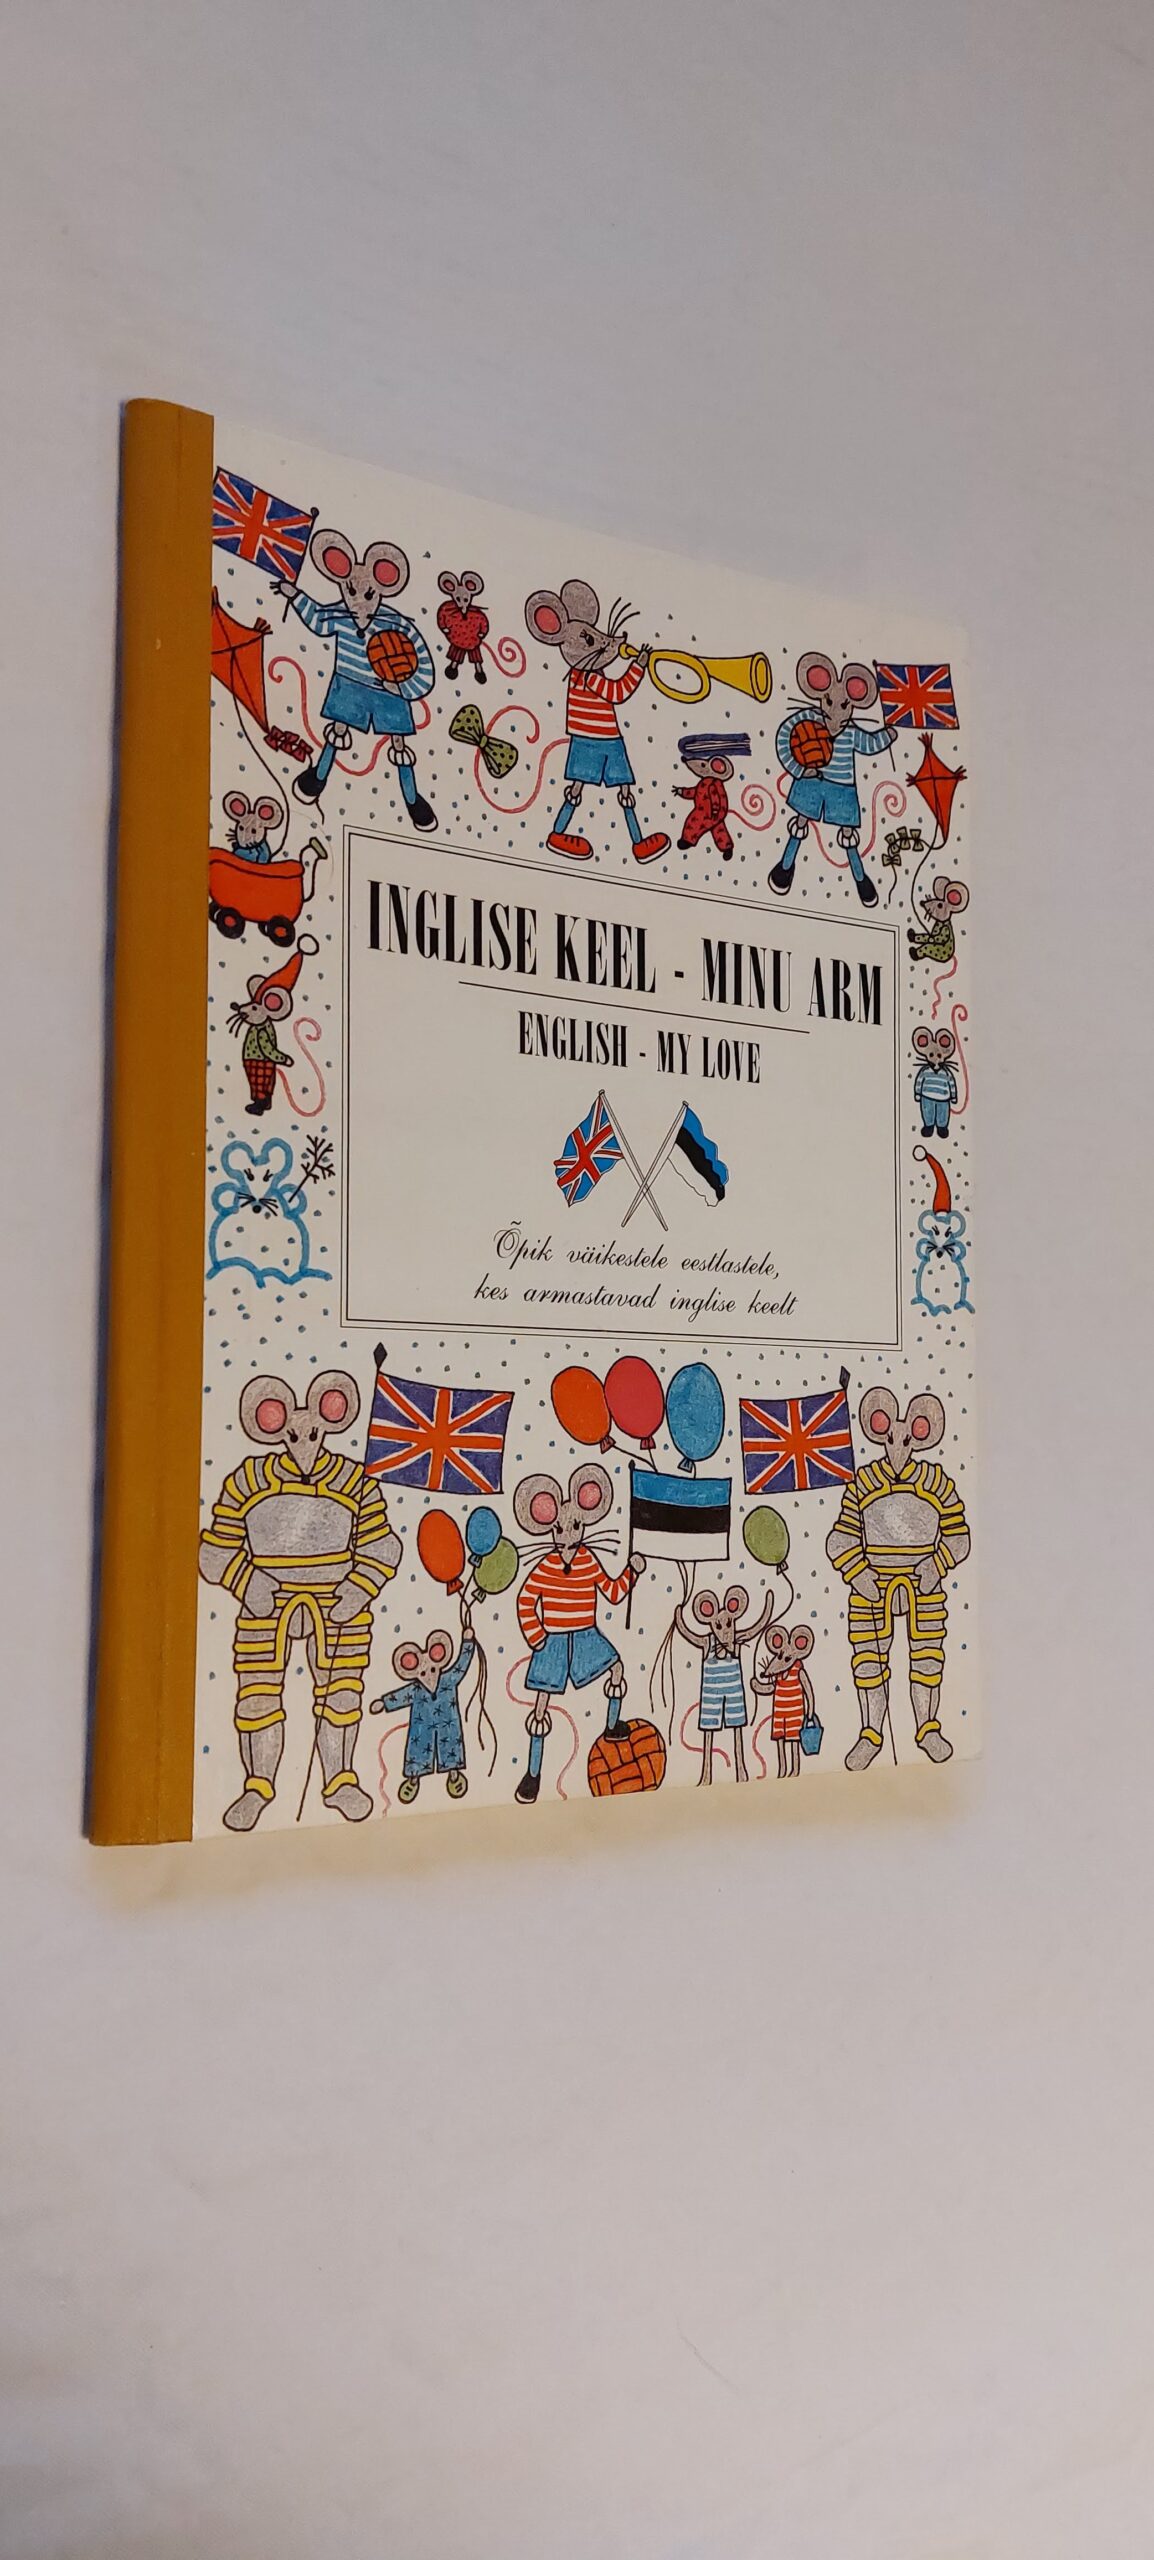 INGLISE KEEL - MINU ARM
ENGLISH - MY LOVE
Õpik väikestele eestlastele,
kes armastavad inglise keelt